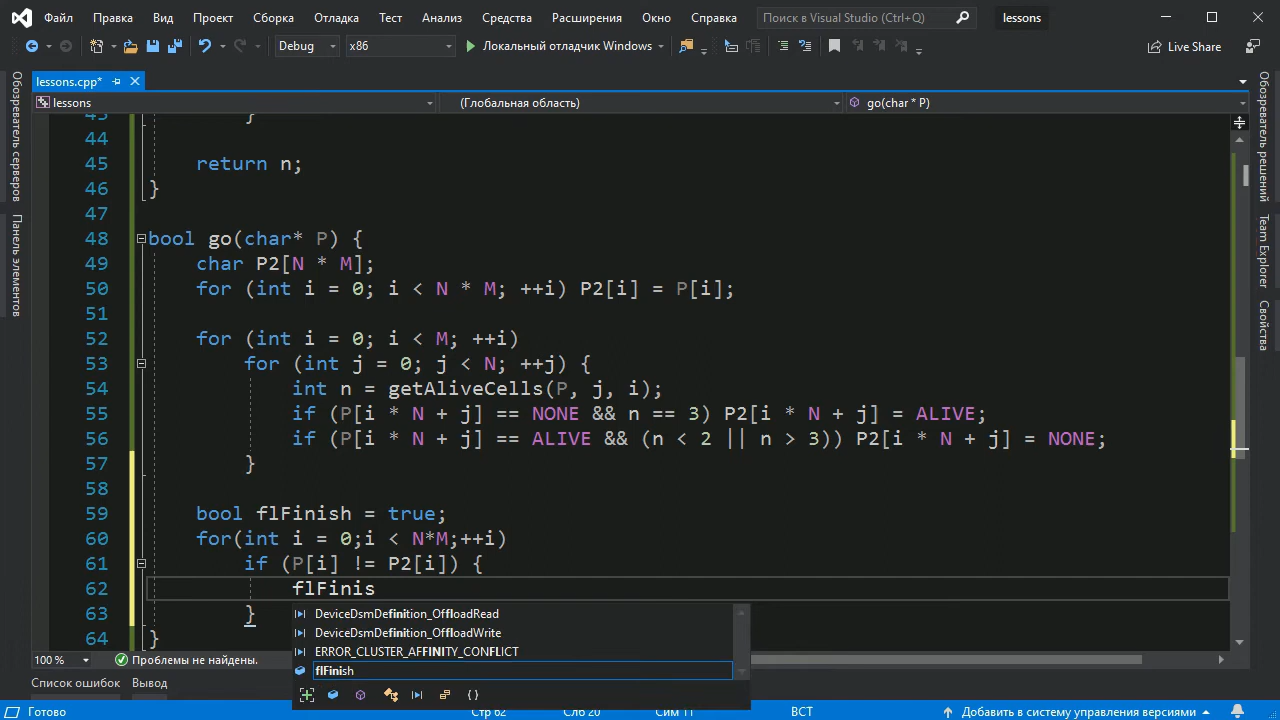 Файл Правка Вид Проект Сборка Отладка Тест Анализ Средства Расширения Окно Справка Поиск в Visual Studio (Ctrl+Q) lessons
Debug x86 Локальный отладчик Windows Live Share
lessons.cpp*
lessons (Глобальная область) go(char * P)
Обозреватель серверов
Панель элементов
43 }
44
45 return n;
46 }
47
48 bool go(char* P) {
49 char P2[N * M];
50 for (int i = 0; i < N * M; ++i) P2[i] = P[i];
51
52 for (int i = 0; i < M; ++i)
53 for (int j = 0; j < N; ++j) {
54 int n = getAliveCells(P, j, i);
55 if (P[i * N + j] == NONE && n == 3) P2[i * N + j] = ALIVE;
56 if (P[i * N + j] == ALIVE && (n < 2 || n > 3)) P2[i * N + j] = NONE;
57 }
58
59 bool flFinish = true;
60 for(int i = 0;i < N*M;++i)
61 if (P[i] != P2[i]) {
62 flFinis
63 }
64 }
DeviceDsmDefinition_OffloadRead
DeviceDsmDefinition_OffloadWrite
ERROR_CLUSTER_AFFINITY_CONFLICT
flFinish
Обозреватель решений
Team Explorer
Свойства
100 % Проблемы не найдены.
Список ошибок Вывод
Готово Стр 62 Слб 20 Сим 11 ВСТ Добавить в систему управления версиями